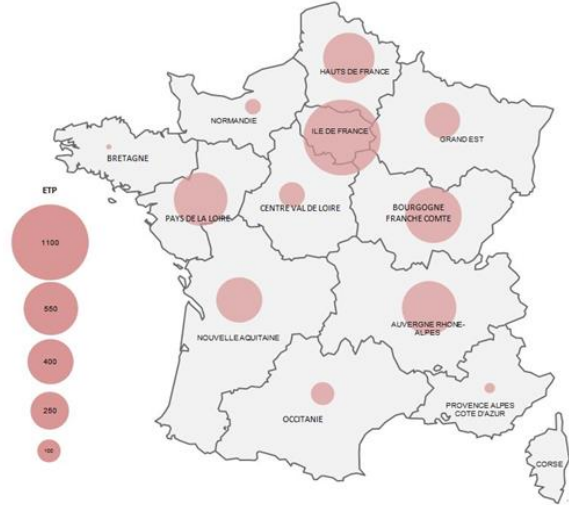 HAUTS DE FRANCE
NORMANDIE
ILE DE FRANCE
GRAND EST
BRETAGNE
ETP
1100
550
400
250
100
PAYS DE LA LOIRE
CENTRE VAL DE LOIRE
BOURGOGNE
FRANCHE COMTE
NOUVELLE AQUITAINE
AUVERGNE RHONE-
ALPES
OCCITANIE
PROVENCE ALPES
COTE D'AZUR
CORSE